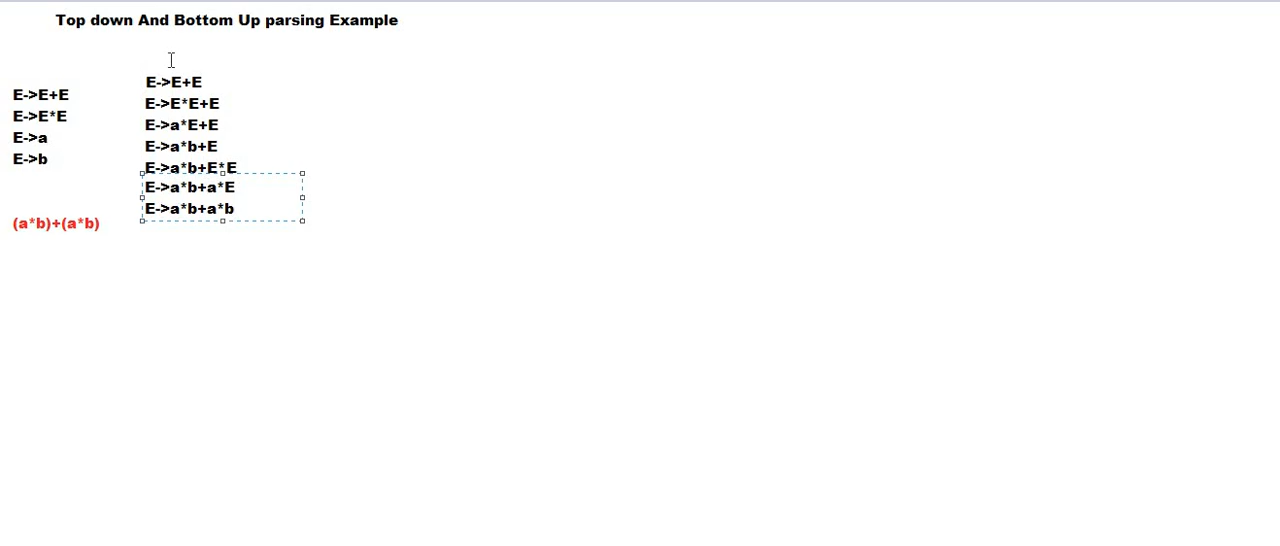 Top down And Bottom Up parsing Example
E->E+E
E->E*E
E->a
E->b
(a*b)+(a*b)
E->E+E
E->E*E+E
E->a*E+E
E->a*b+E
E->a*b+E*E
E->a*b+a*E
E->a*b+a*b